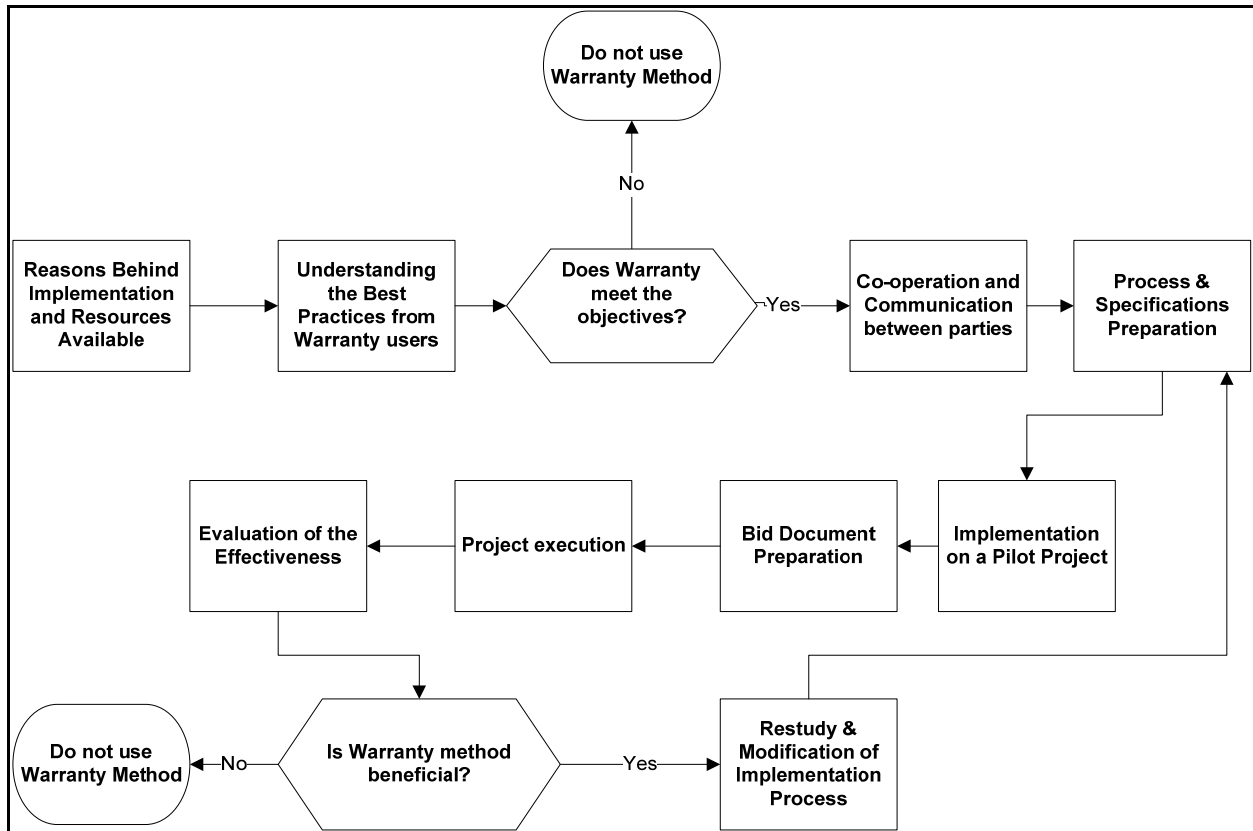 Do not use
Warranty Method
No
Reasons Behind
Implementation
and Resources
Available
Understanding
the Best
Practices from
Warranty users
Does Warranty
meet the
objectives?
Yes
Co-operation and
Communication
between parties
Process &
Specifications
Preparation
Evaluation of the
Effectiveness
Project execution
Bid Document
Preparation
Implementation
on a Pilot Project
Do not use
Warranty Method
No
Is Warranty method
beneficial?
Yes
Restudy &
Modification of
Implementation
Process